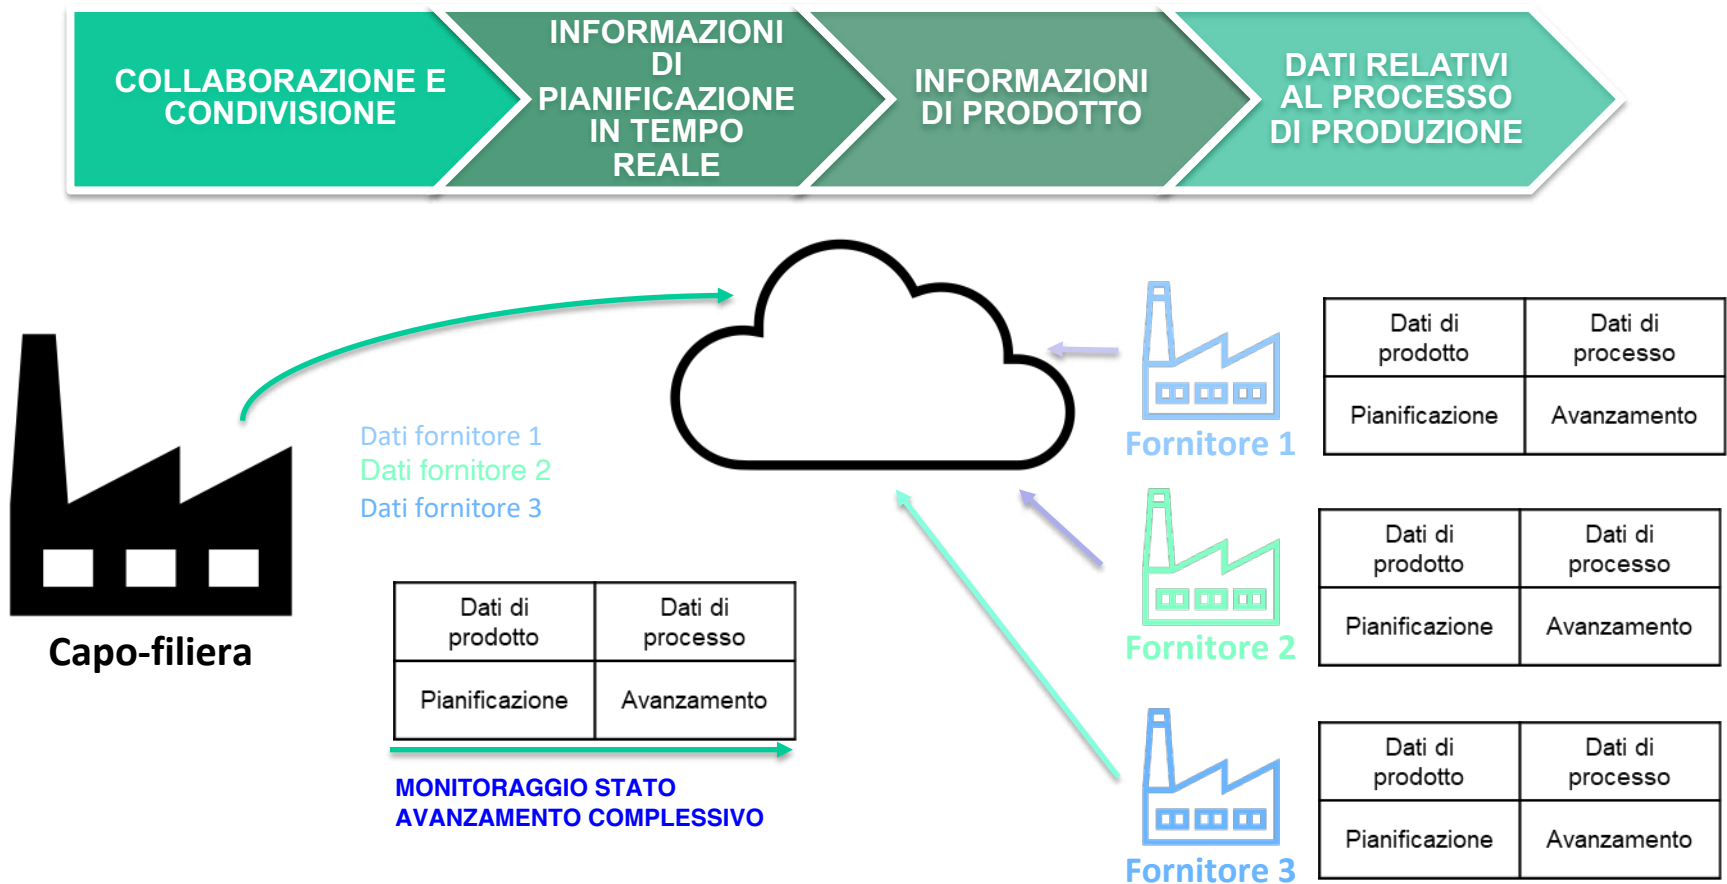 COLLABORAZIONE E
CONDIVISIONE
INFORMAZIONI
DI
PIANIFICAZIONE
IN TEMPO
REALE
INFORMAZIONI
DI PRODOTTO
DATI RELATIVI
AL PROCESSO
DI PRODUZIONE
Capo-filiera
Dati fornitore 1
Dati fornitore 2
Dati fornitore 3
Dati di
prodotto
Dati di
processo
Pianificazione
Avanzamento
MONITORAGGIO STATO
AVANZAMENTO COMPLESSIVO
Fornitore 1
Dati di
prodotto
Dati di
processo
Pianificazione
Avanzamento
Fornitore 2
Dati di
prodotto
Dati di
processo
Pianificazione
Avanzamento
Fornitore 3
Dati di
prodotto
Dati di
processo
Pianificazione
Avanzamento